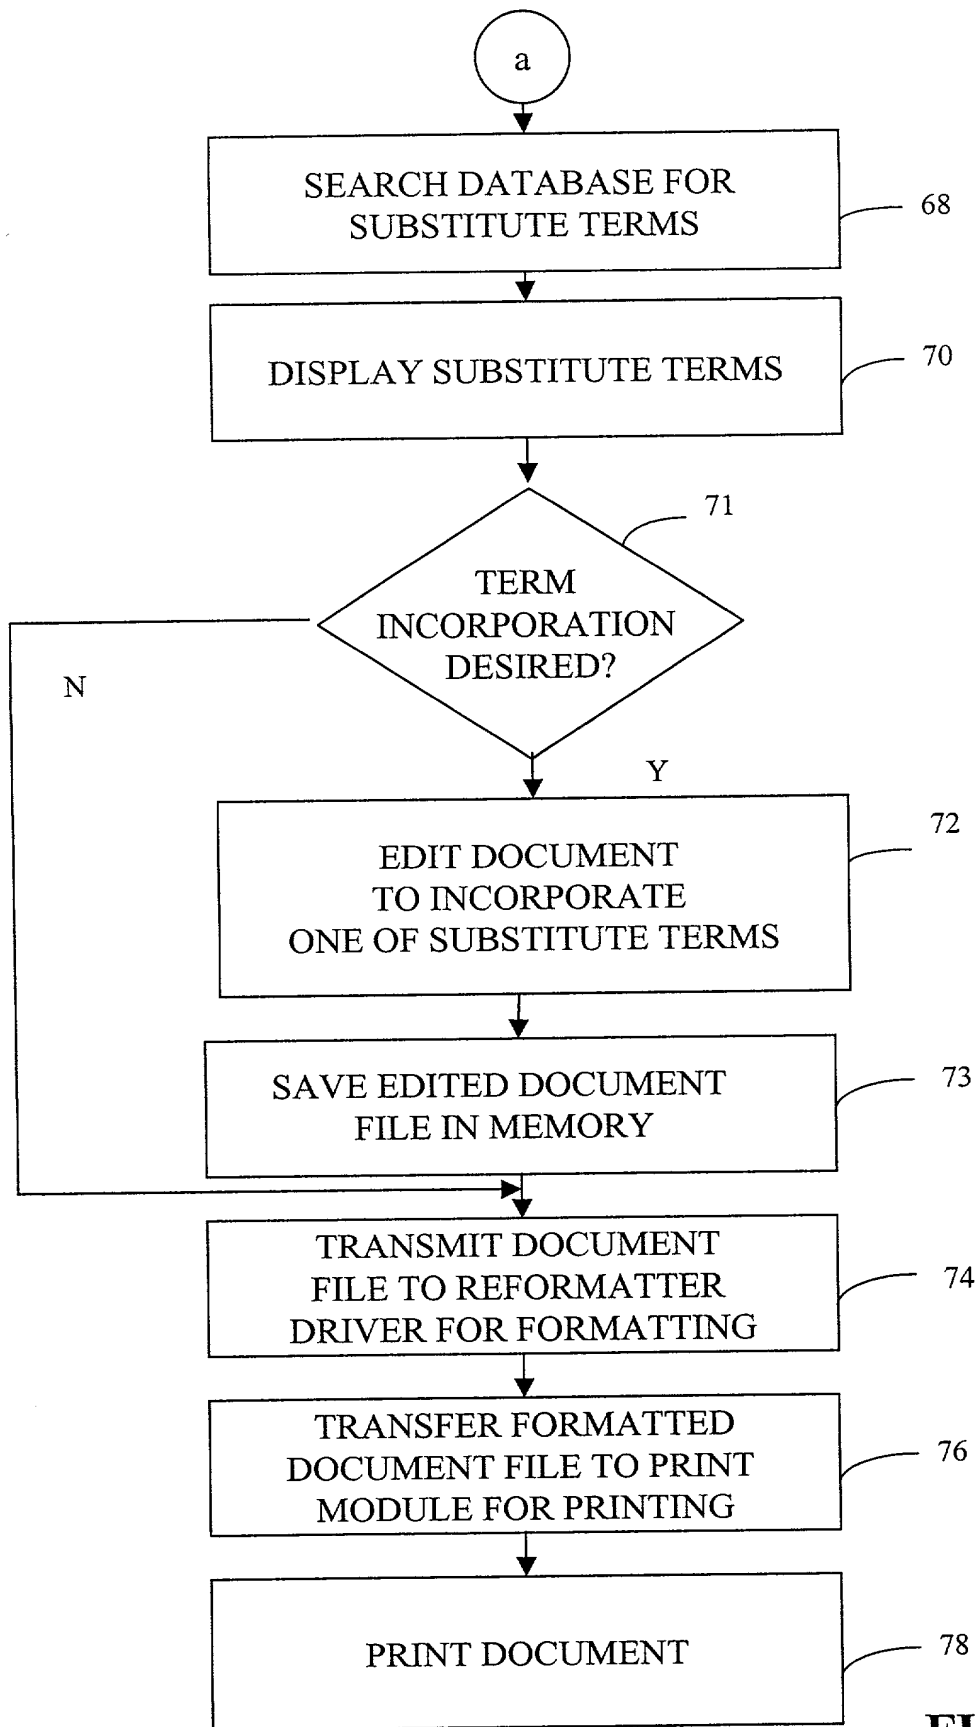 a
SEARCH DATABASE FOR
SUBSTITUTE TERMS
68
DISPLAY SUBSTITUTE TERMS
70
71
TERM
INCORPORATION
DESIRED?
N
Y
72
EDIT DOCUMENT
TO INCORPORATE
ONE OF SUBSTITUTE TERMS
SAVE EDITED DOCUMENT
FILE IN MEMORY
73
TRANSMIT DOCUMENT
FILE TO REFORMATTER
DRIVER FOR FORMATTING
74
TRANSFER FORMATTED
DOCUMENT FILE TO PRINT
MODULE FOR PRINTING
76
PRINT DOCUMENT
78